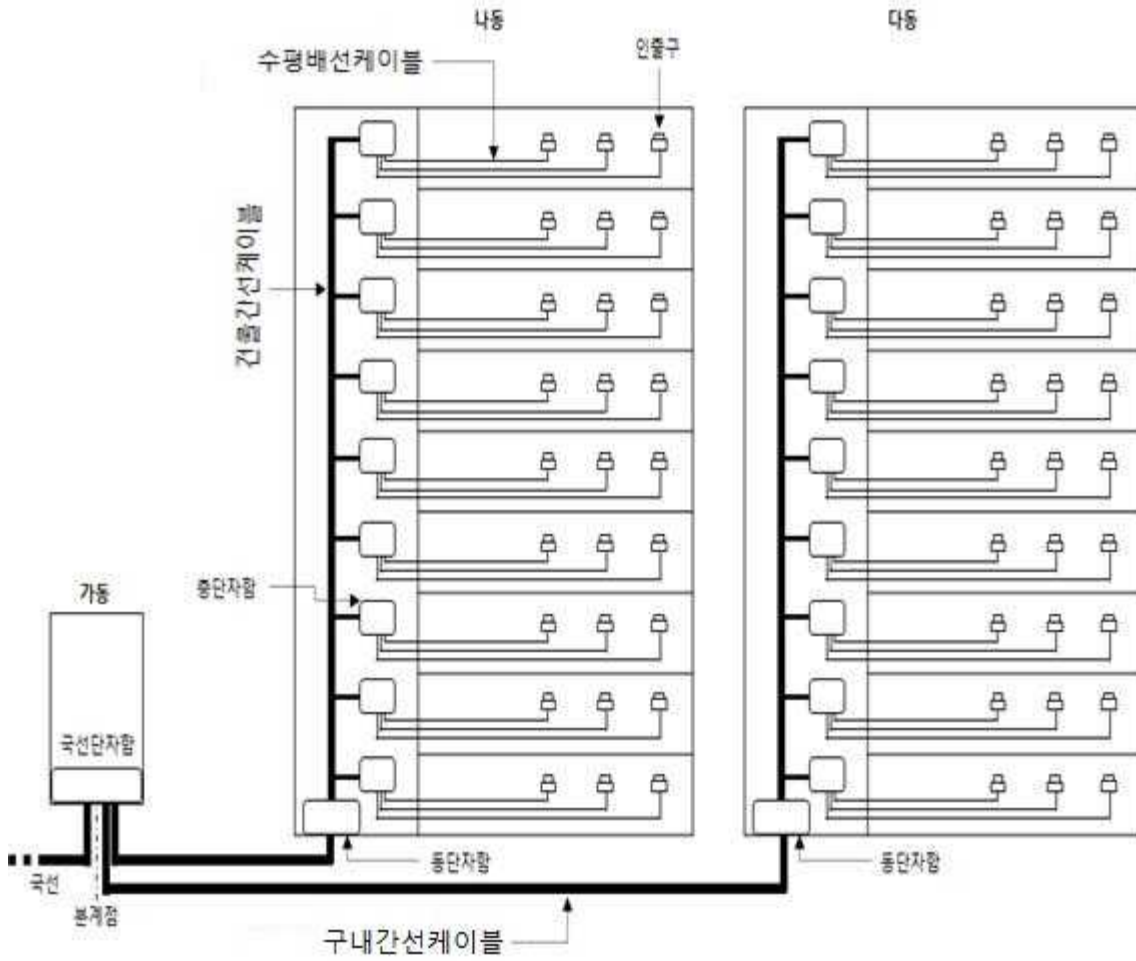 나동
다동
인출구
수평배선케이블
건물간선케이블
층단자함
가동
국선단자함
동단자함
동단자함
국선
분계점
구내간선케이블